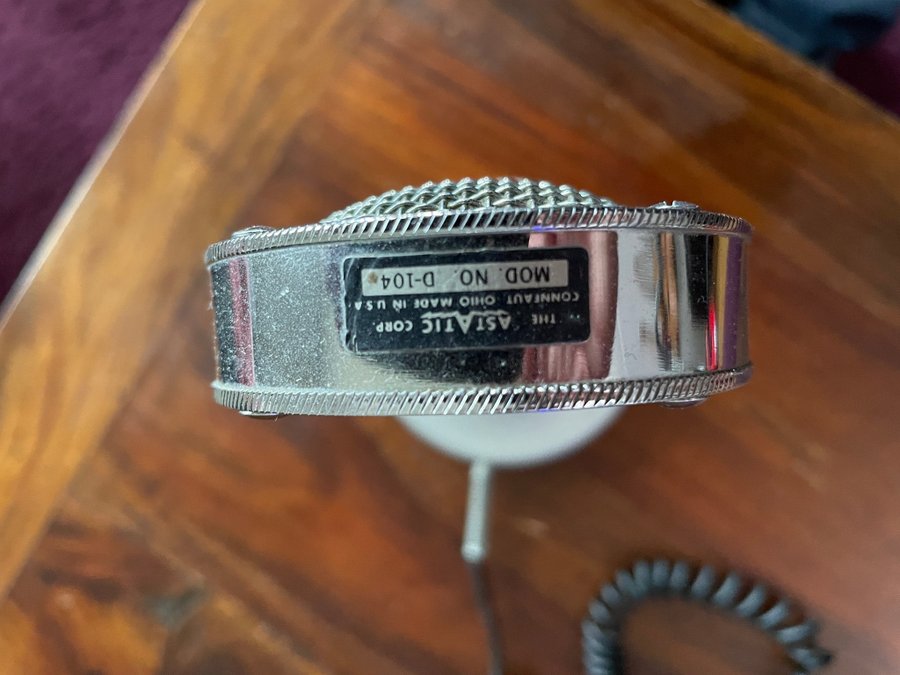 THE
ASTATIC CORP.
CONNEAUT OHIO MADE IN U.S.A
MOD. NO. D-104